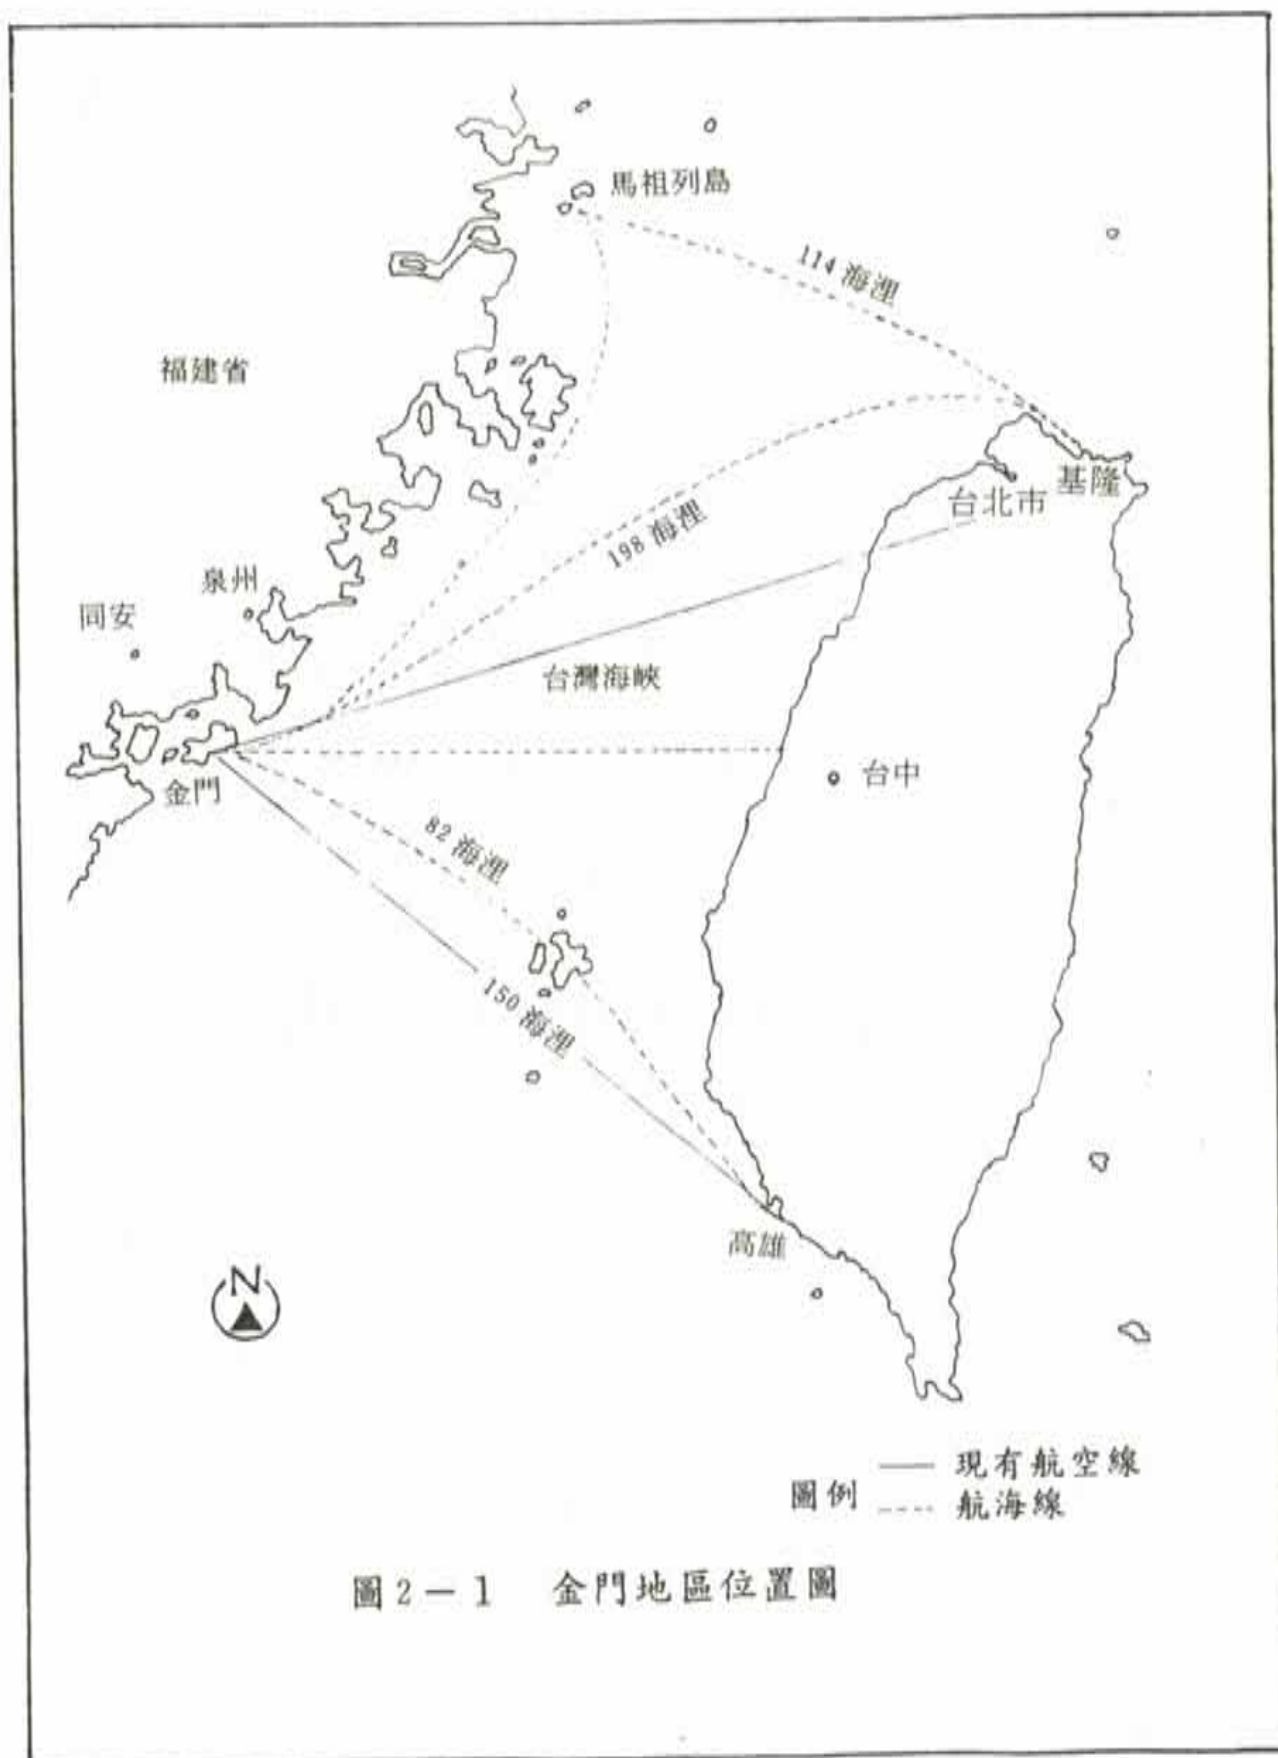 馬祖列島
114 海浬
福建省
基隆
台北市
198 海浬
泉州
同安
台灣海峽
台中
金門
82 海浬
150 海浬
高雄
N
現有航空線
圖例
航海線
圖2－1 金門地區位置圖